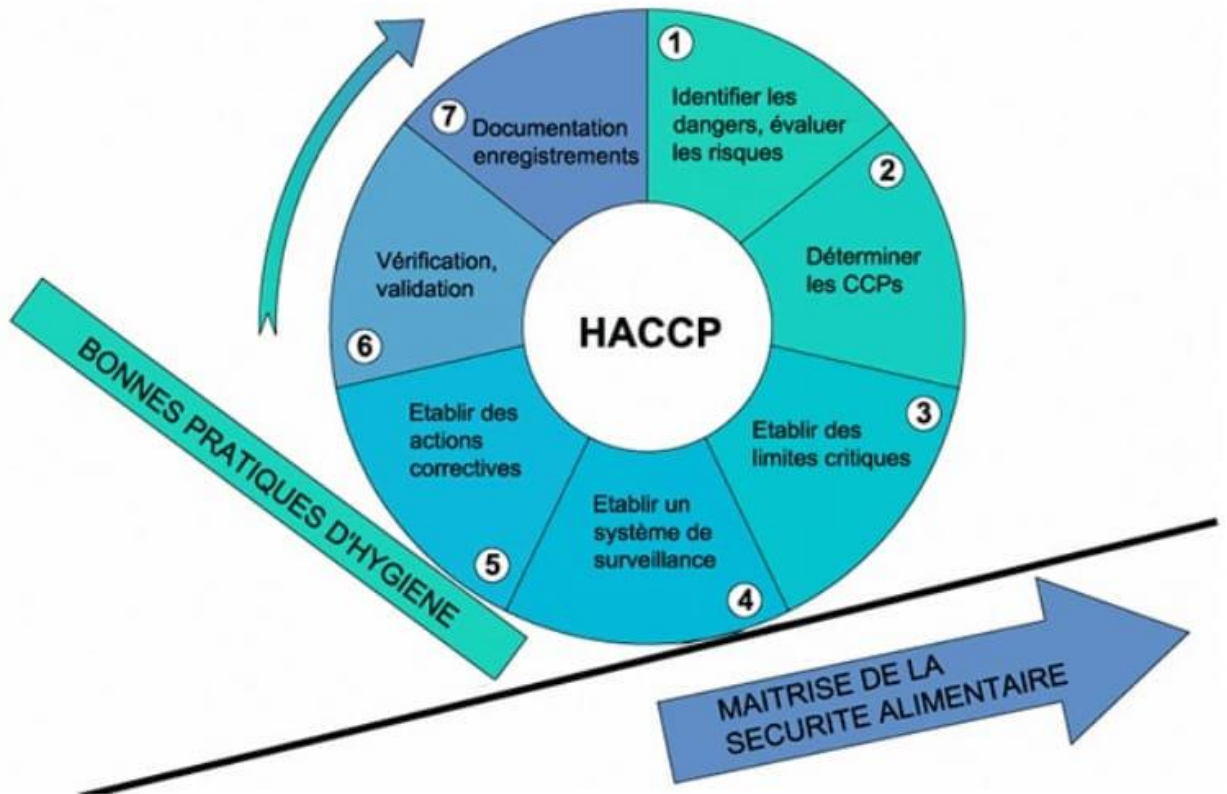 1
Identifier les
dangers, évaluer
les risques
2
Déterminer
les CCPs
3
Etablir des
limites critiques
4
Etablir un
système de
surveillance
5
Etablir des
actions
correctives
6
Vérification,
validation
7
Documentation
enregistrements
HACCP
BONNES PRATIQUES D'HYGIENE
MAITRISE DE LA
SECURITE ALIMENTAIRE